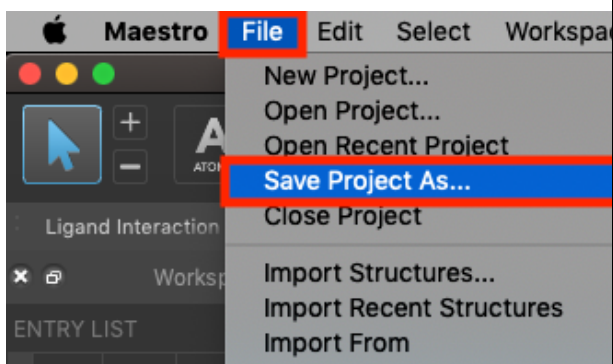 Maestro File Edit Select
New Project...
Open Project...
Open Recent Project
Save Project As...
Close Project
Ligand Interaction
Import Structures...
Import Recent Structures
ENTRY LIST
Import From